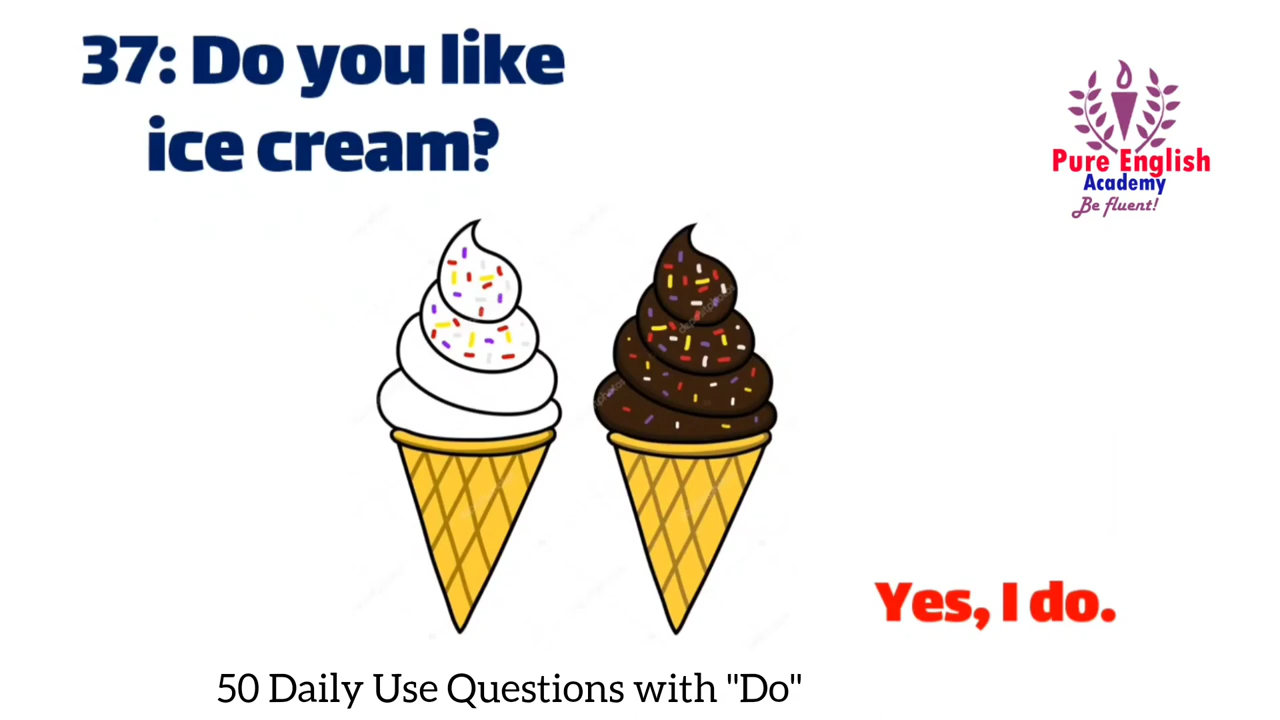 37: Do you like
ice cream?
Pure English
Academy
Be fluent!
depositphotos
Yes, I do.
50 Daily Use Questions with "Do"